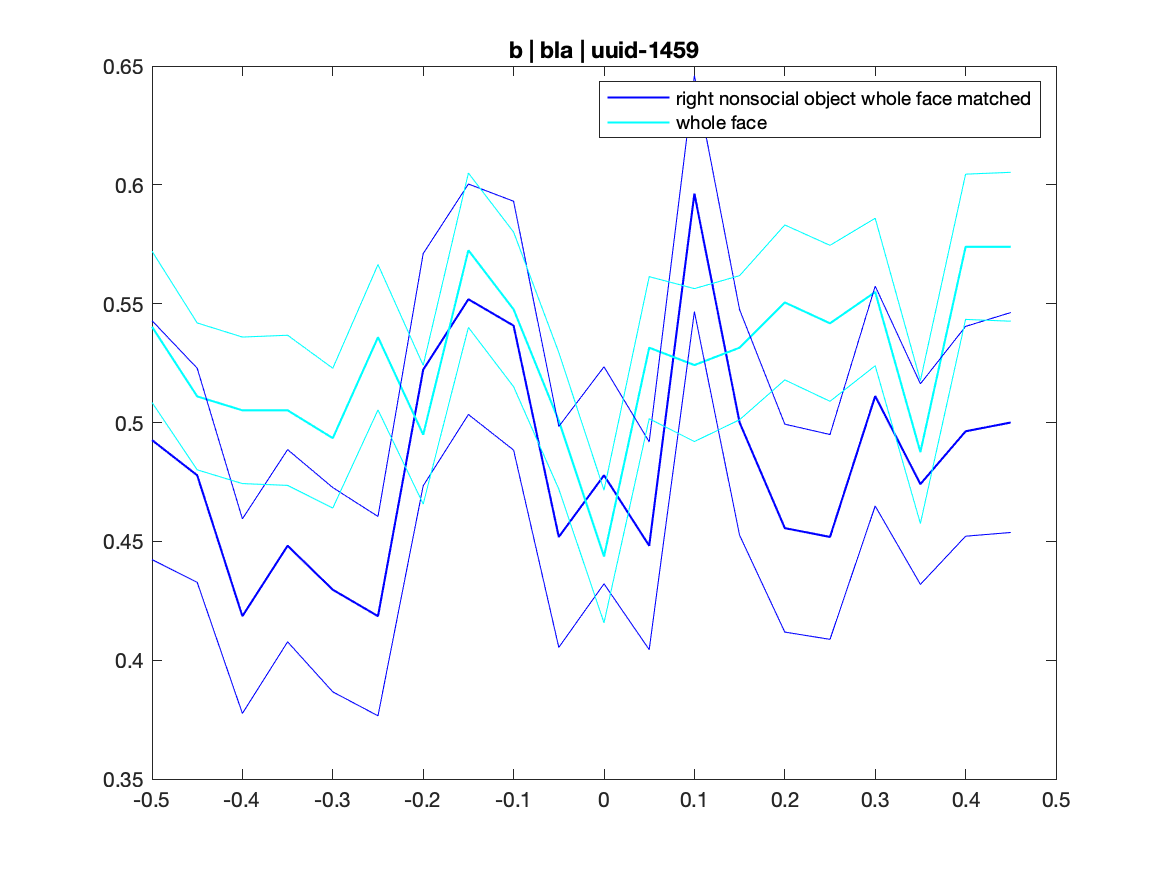 b | bla | uuid-1459
right nonsocial object whole face matched
whole face
0.65
0.6
0.55
0.5
0.45
0.4
0.35
-0.5 -0.4 -0.3 -0.2 -0.1 0 0.1 0.2 0.3 0.4 0.5